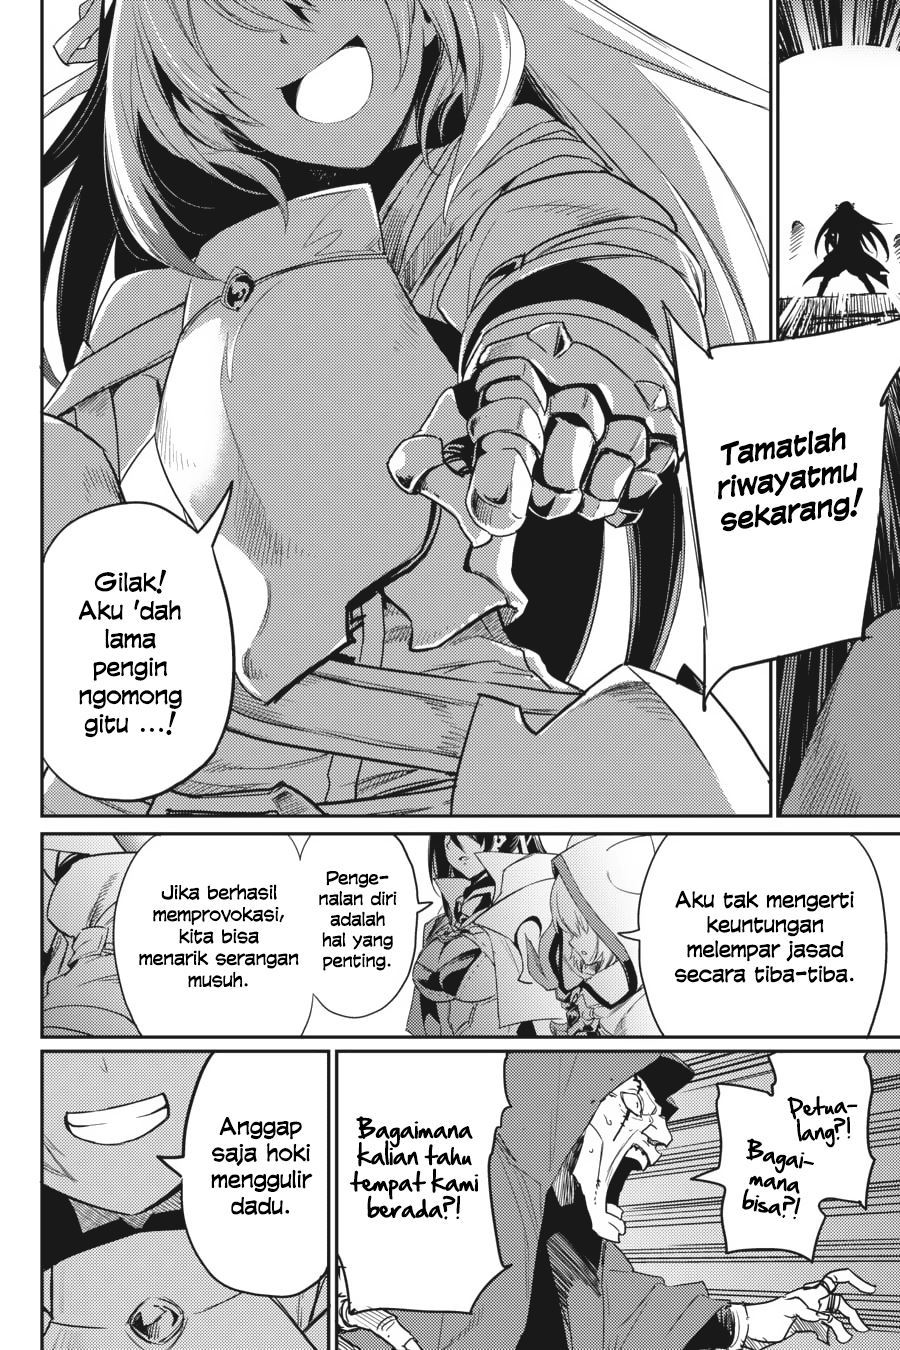 Tamatlah
riwayatmu
sekarang!
Gilak!
Aku 'dah
lama
pengin
ngomong
gitu ...!
Aku tak mengerti
keuntungan
melempar jasad
secara tiba-tiba.
Penge-
nalan diri
adalah
hal yang
penting.
Jika berhasil
memprovokasi,
kita bisa
menarik serangan
musuh.
Petua-
lang?!
Bagai-
mana
bisa?!
Bagaimana
kalian tahu
tempat kami
berada?!
Anggap
saja hoki
menggulir
dadu.